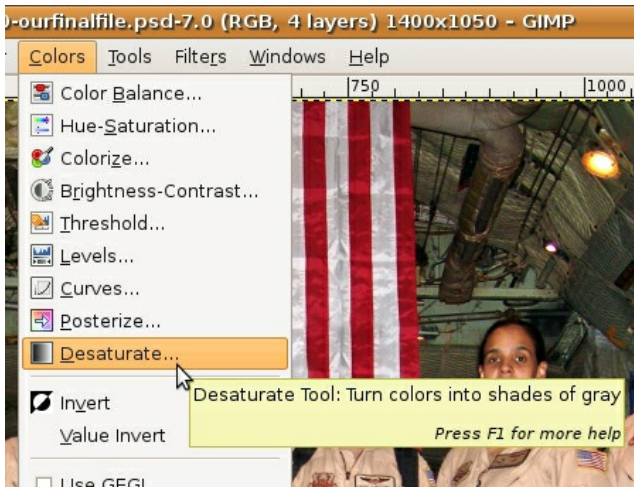 -ourfinalfile.psd-7.0 (RGB, 4 layers) 1400x1050 – GIMP
Colors Tools Filters Windows Help
750 1000
Color Balance...
Hue-Saturation...
Colorize...
Brightness-Contrast...
Threshold...
Levels...
Curves...
Posterize...
Desaturate...
Desaturate Tool: Turn colors into shades of gray
Press F1 for more help
Invert
Value Invert
Use GEGL